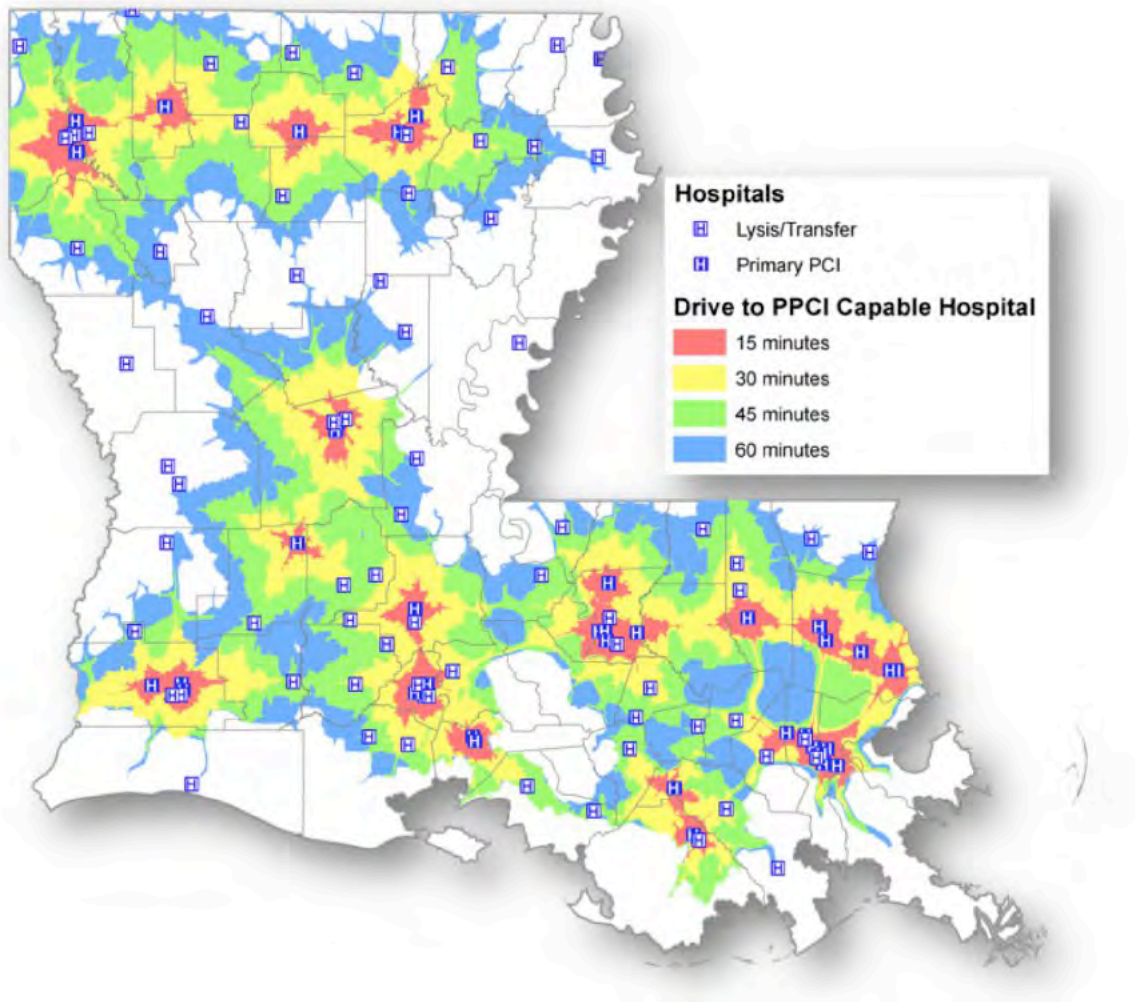 Hospitals
Lysis/Transfer
Primary PCI
Drive to PPCI Capable Hospital
15 minutes
30 minutes
45 minutes
60 minutes